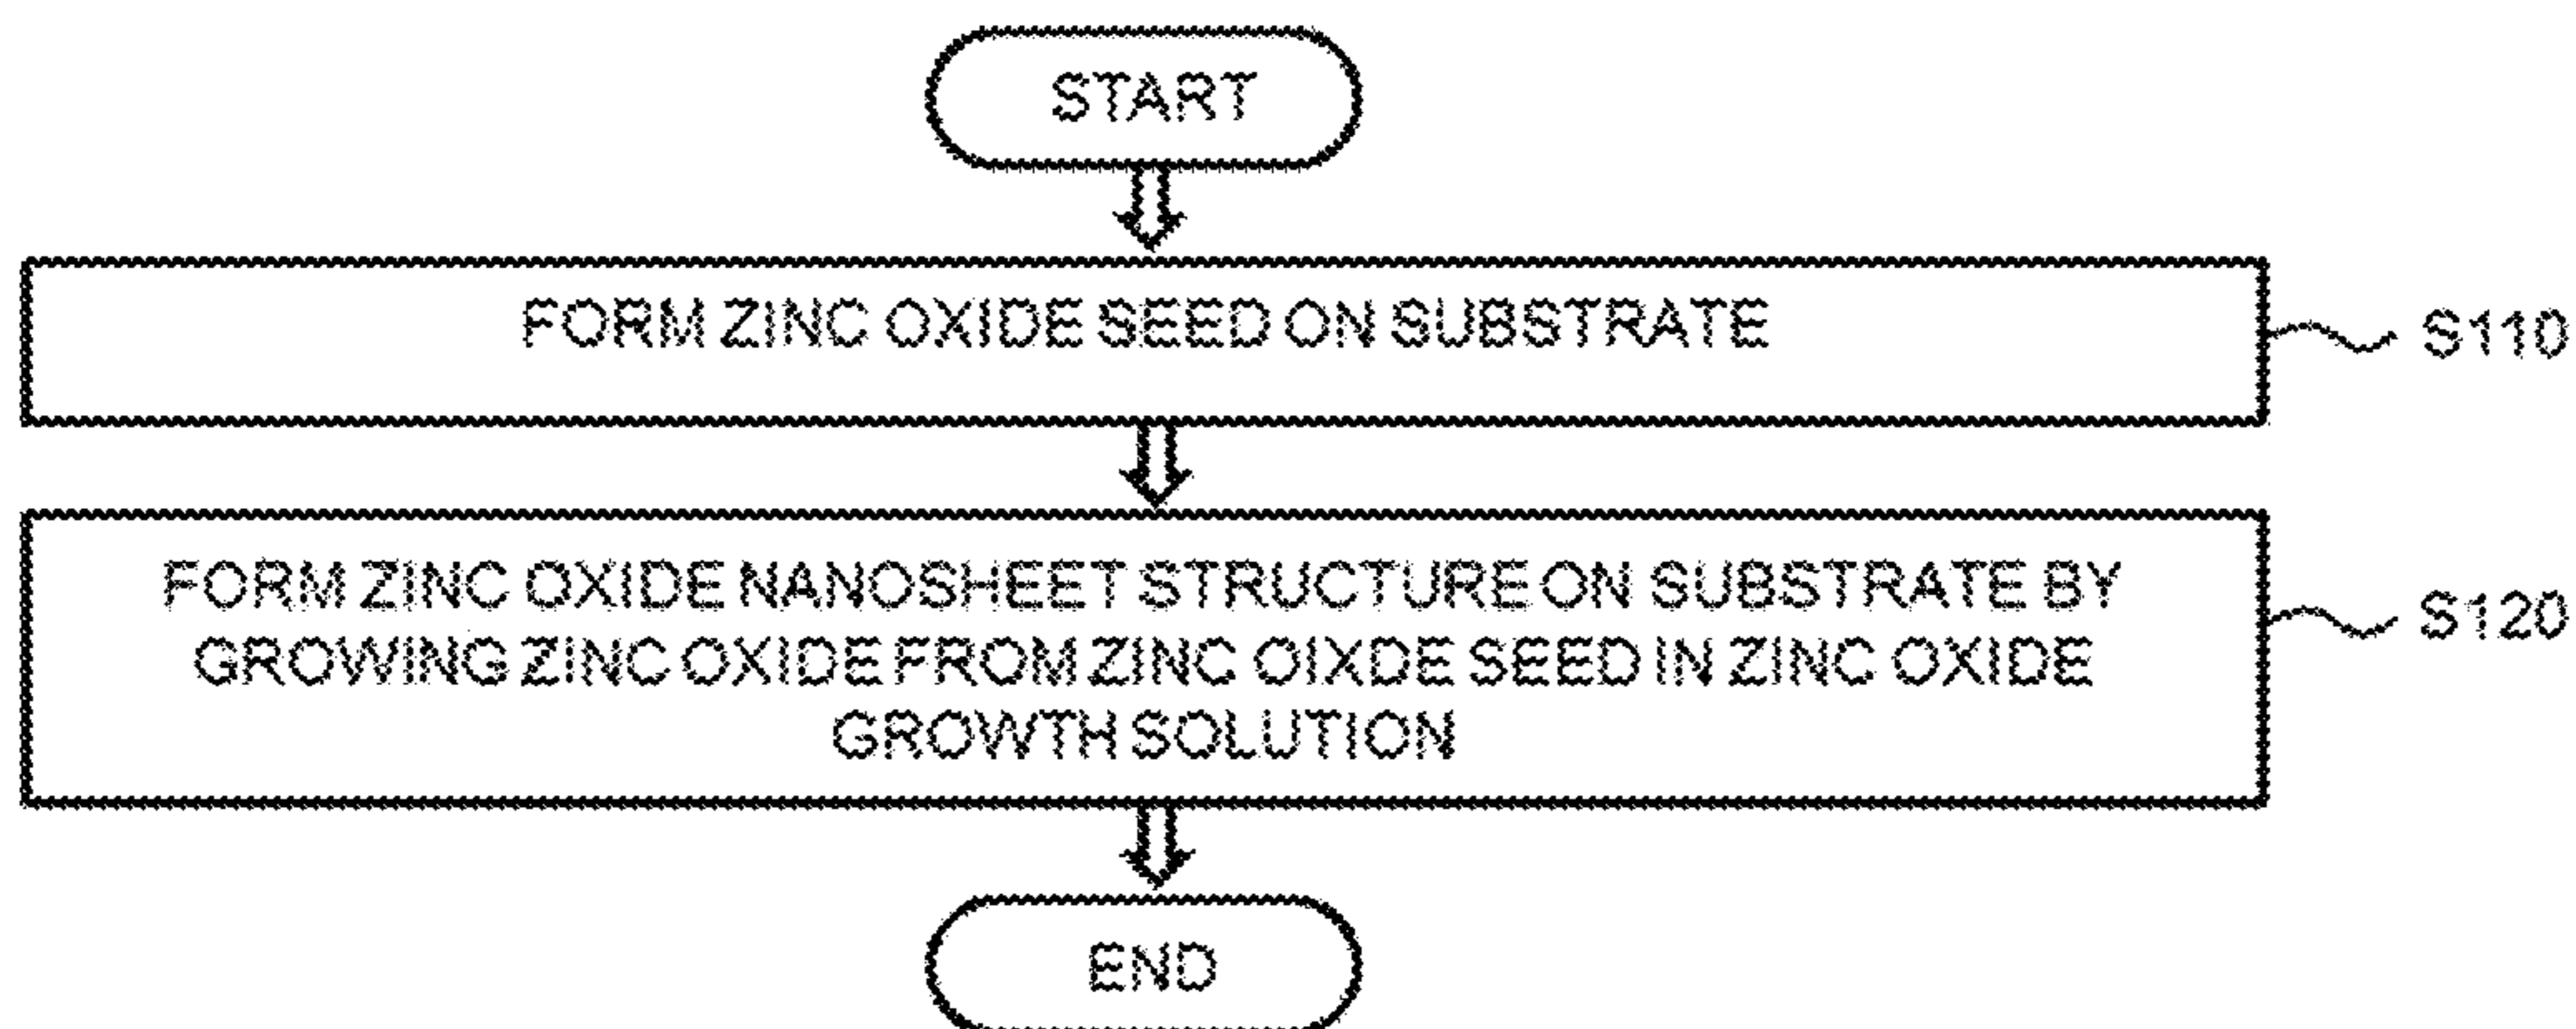 START
FORM ZINC OXIDE SEED ON SUBSTRATE
S110
FORM ZINC OXIDE NANOSHEET STRUCTURE ON SUBSTRATE BY
GROWING ZINC OXIDE FROM ZINC OIXDE SEED IN ZINC OXIDE
GROWTH SOLUTION
S120
END